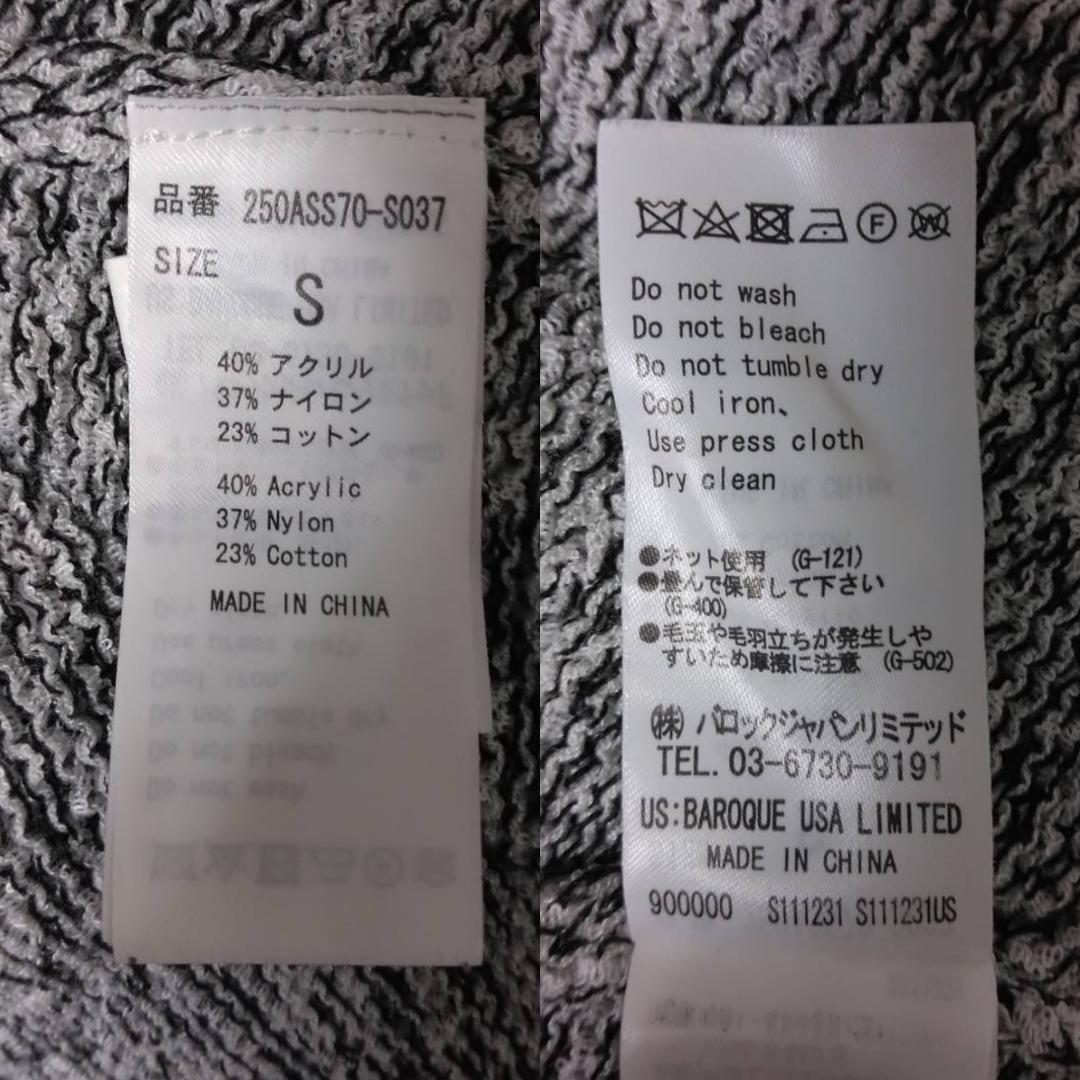 品番 250ASS70-S037
SIZE
S
40% アクリル
37% ナイロン
23% コットン
40% Acrylic
37% Nylon
23% Cotton
MADE IN CHINA
F W
Do not wash
Do not bleach
Do not tumble dry
Cool iron、
Use press cloth
Dry clean
●ネット使用 (G-121)
●畳んで保管して下さい
(G-400)
●毛玉や毛羽立ちが発生しや
すいため摩擦に注意 (G-502)
㈱ バロックジャパンリミテッド
TEL. 03-6730-9191
US:BAROQUE USA LIMITED
MADE IN CHINA
900000 S111231 S111231US